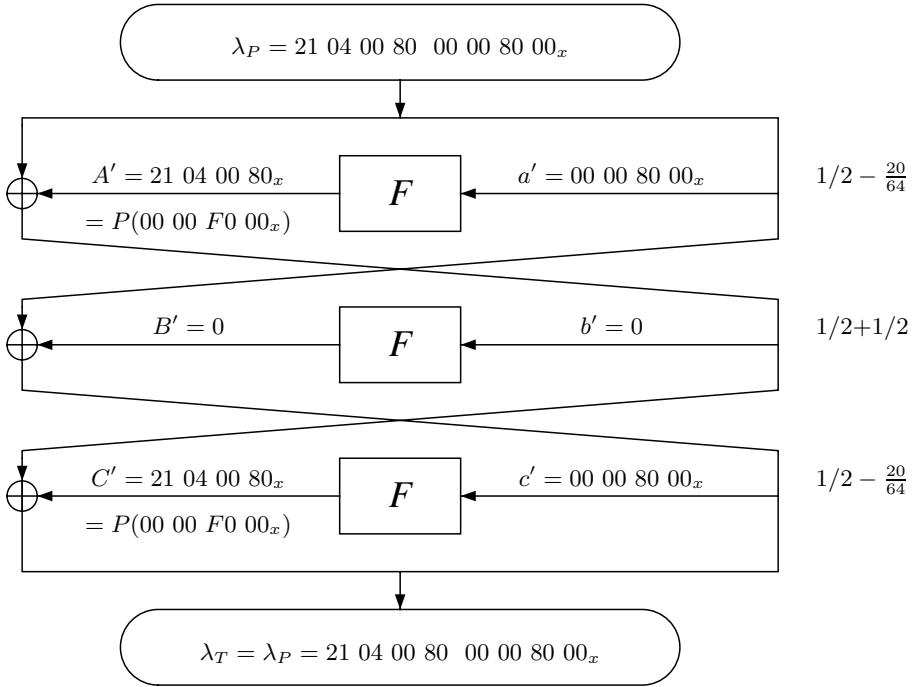 λ_P = 21 04 00 80 00 00 80 00_x
A′ = 21 04 00 80_x F a′ = 00 00 80 00_x 1/2 − 20/64
= P(00 00 F0 00_x)
B′ = 0 F b′ = 0 1/2+1/2
C′ = 21 04 00 80_x F c′ = 00 00 80 00_x 1/2 − 20/64
= P(00 00 F0 00_x)
λ_T = λ_P = 21 04 00 80 00 00 80 00_x